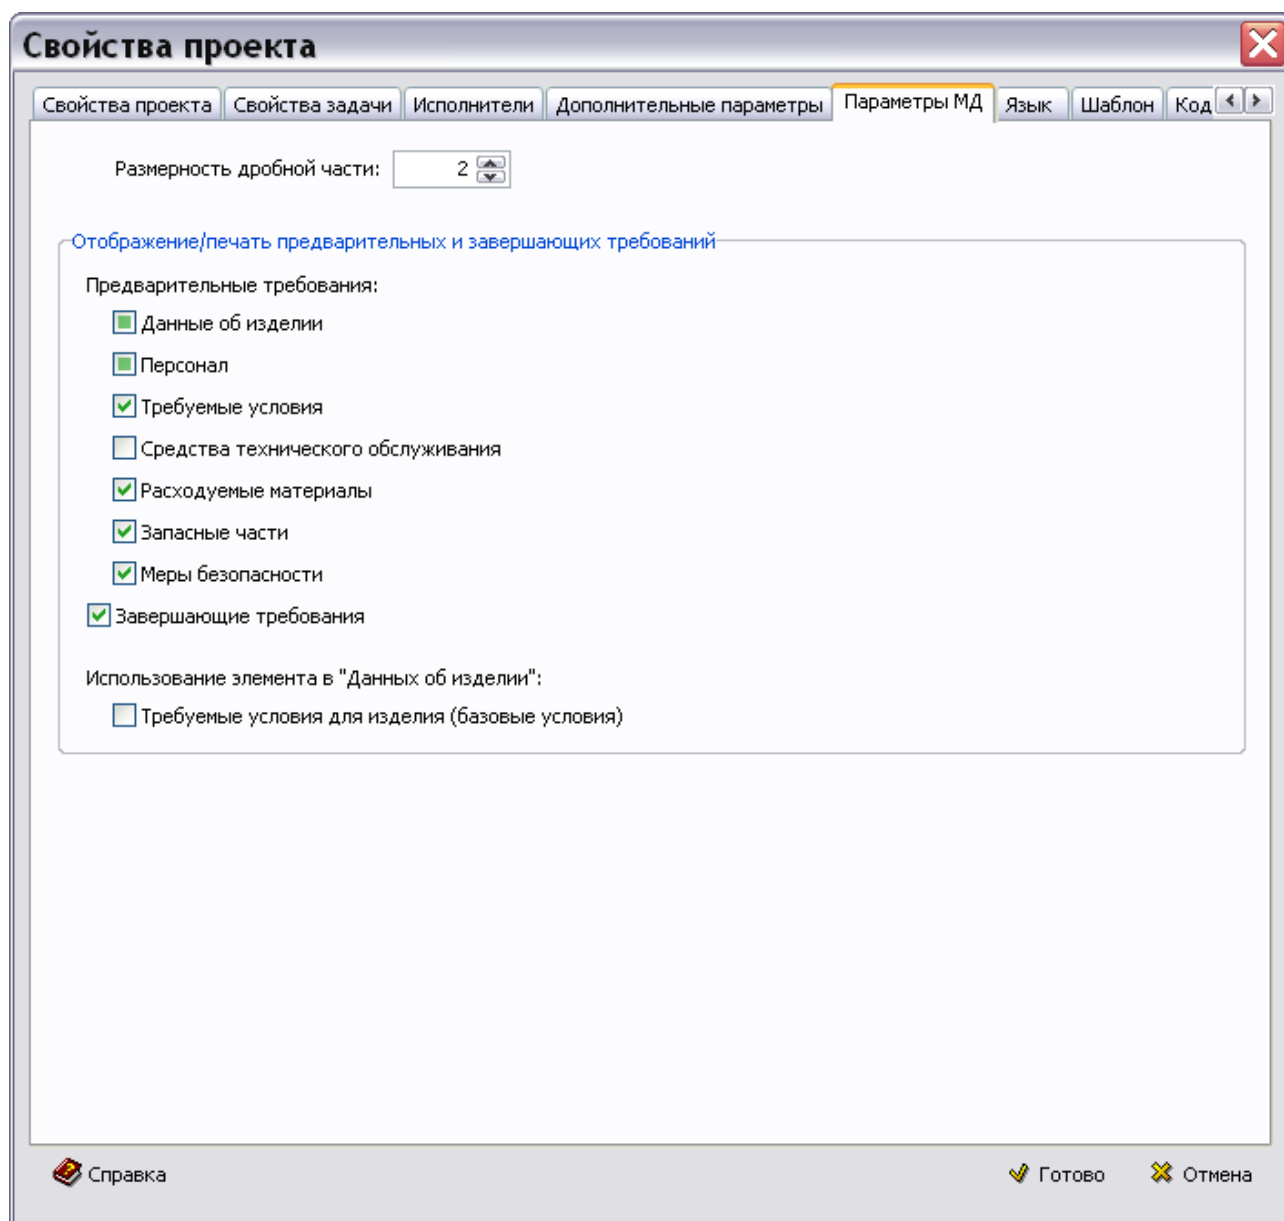 Свойства проекта
Свойства проекта Свойства задачи Исполнители Дополнительные параметры Параметры МД Язык Шаблон Код
Размерность дробной части: 2
Отображение/печать предварительных и завершающих требований
Предварительные требования:
Данные об изделии
Персонал
Требуемые условия
Средства технического обслуживания
Расходуемые материалы
Запасные части
Меры безопасности
Завершающие требования
Использование элемента в "Данных об изделии":
Требуемые условия для изделия (базовые условия)
Справка Готово Отмена